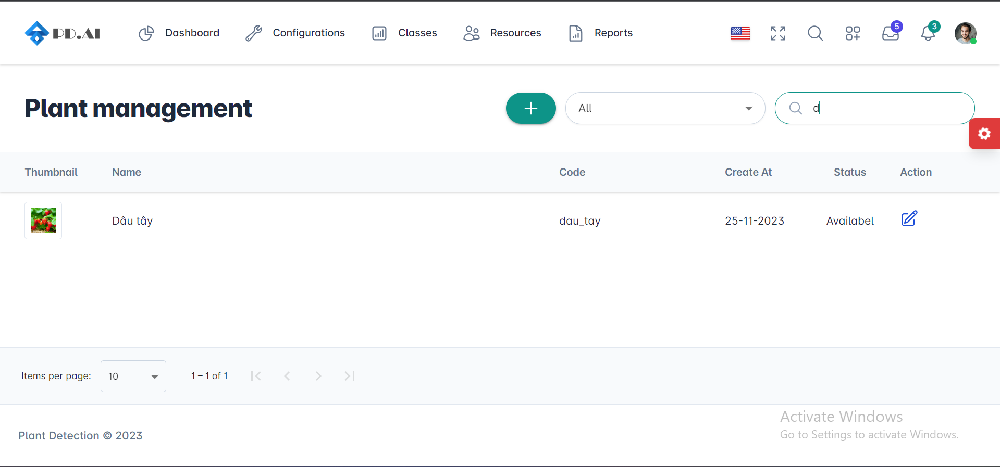 PD.AI Dashboard Configurations Classes Resources Reports 5 3
Plant management All d
Thumbnail Name Code Create At Status Action
Dâu tây dau_tay 25-11-2023 Availabel
Items per page: 10 1 – 1 of 1
Activate Windows
Go to Settings to activate Windows.
Plant Detection © 2023